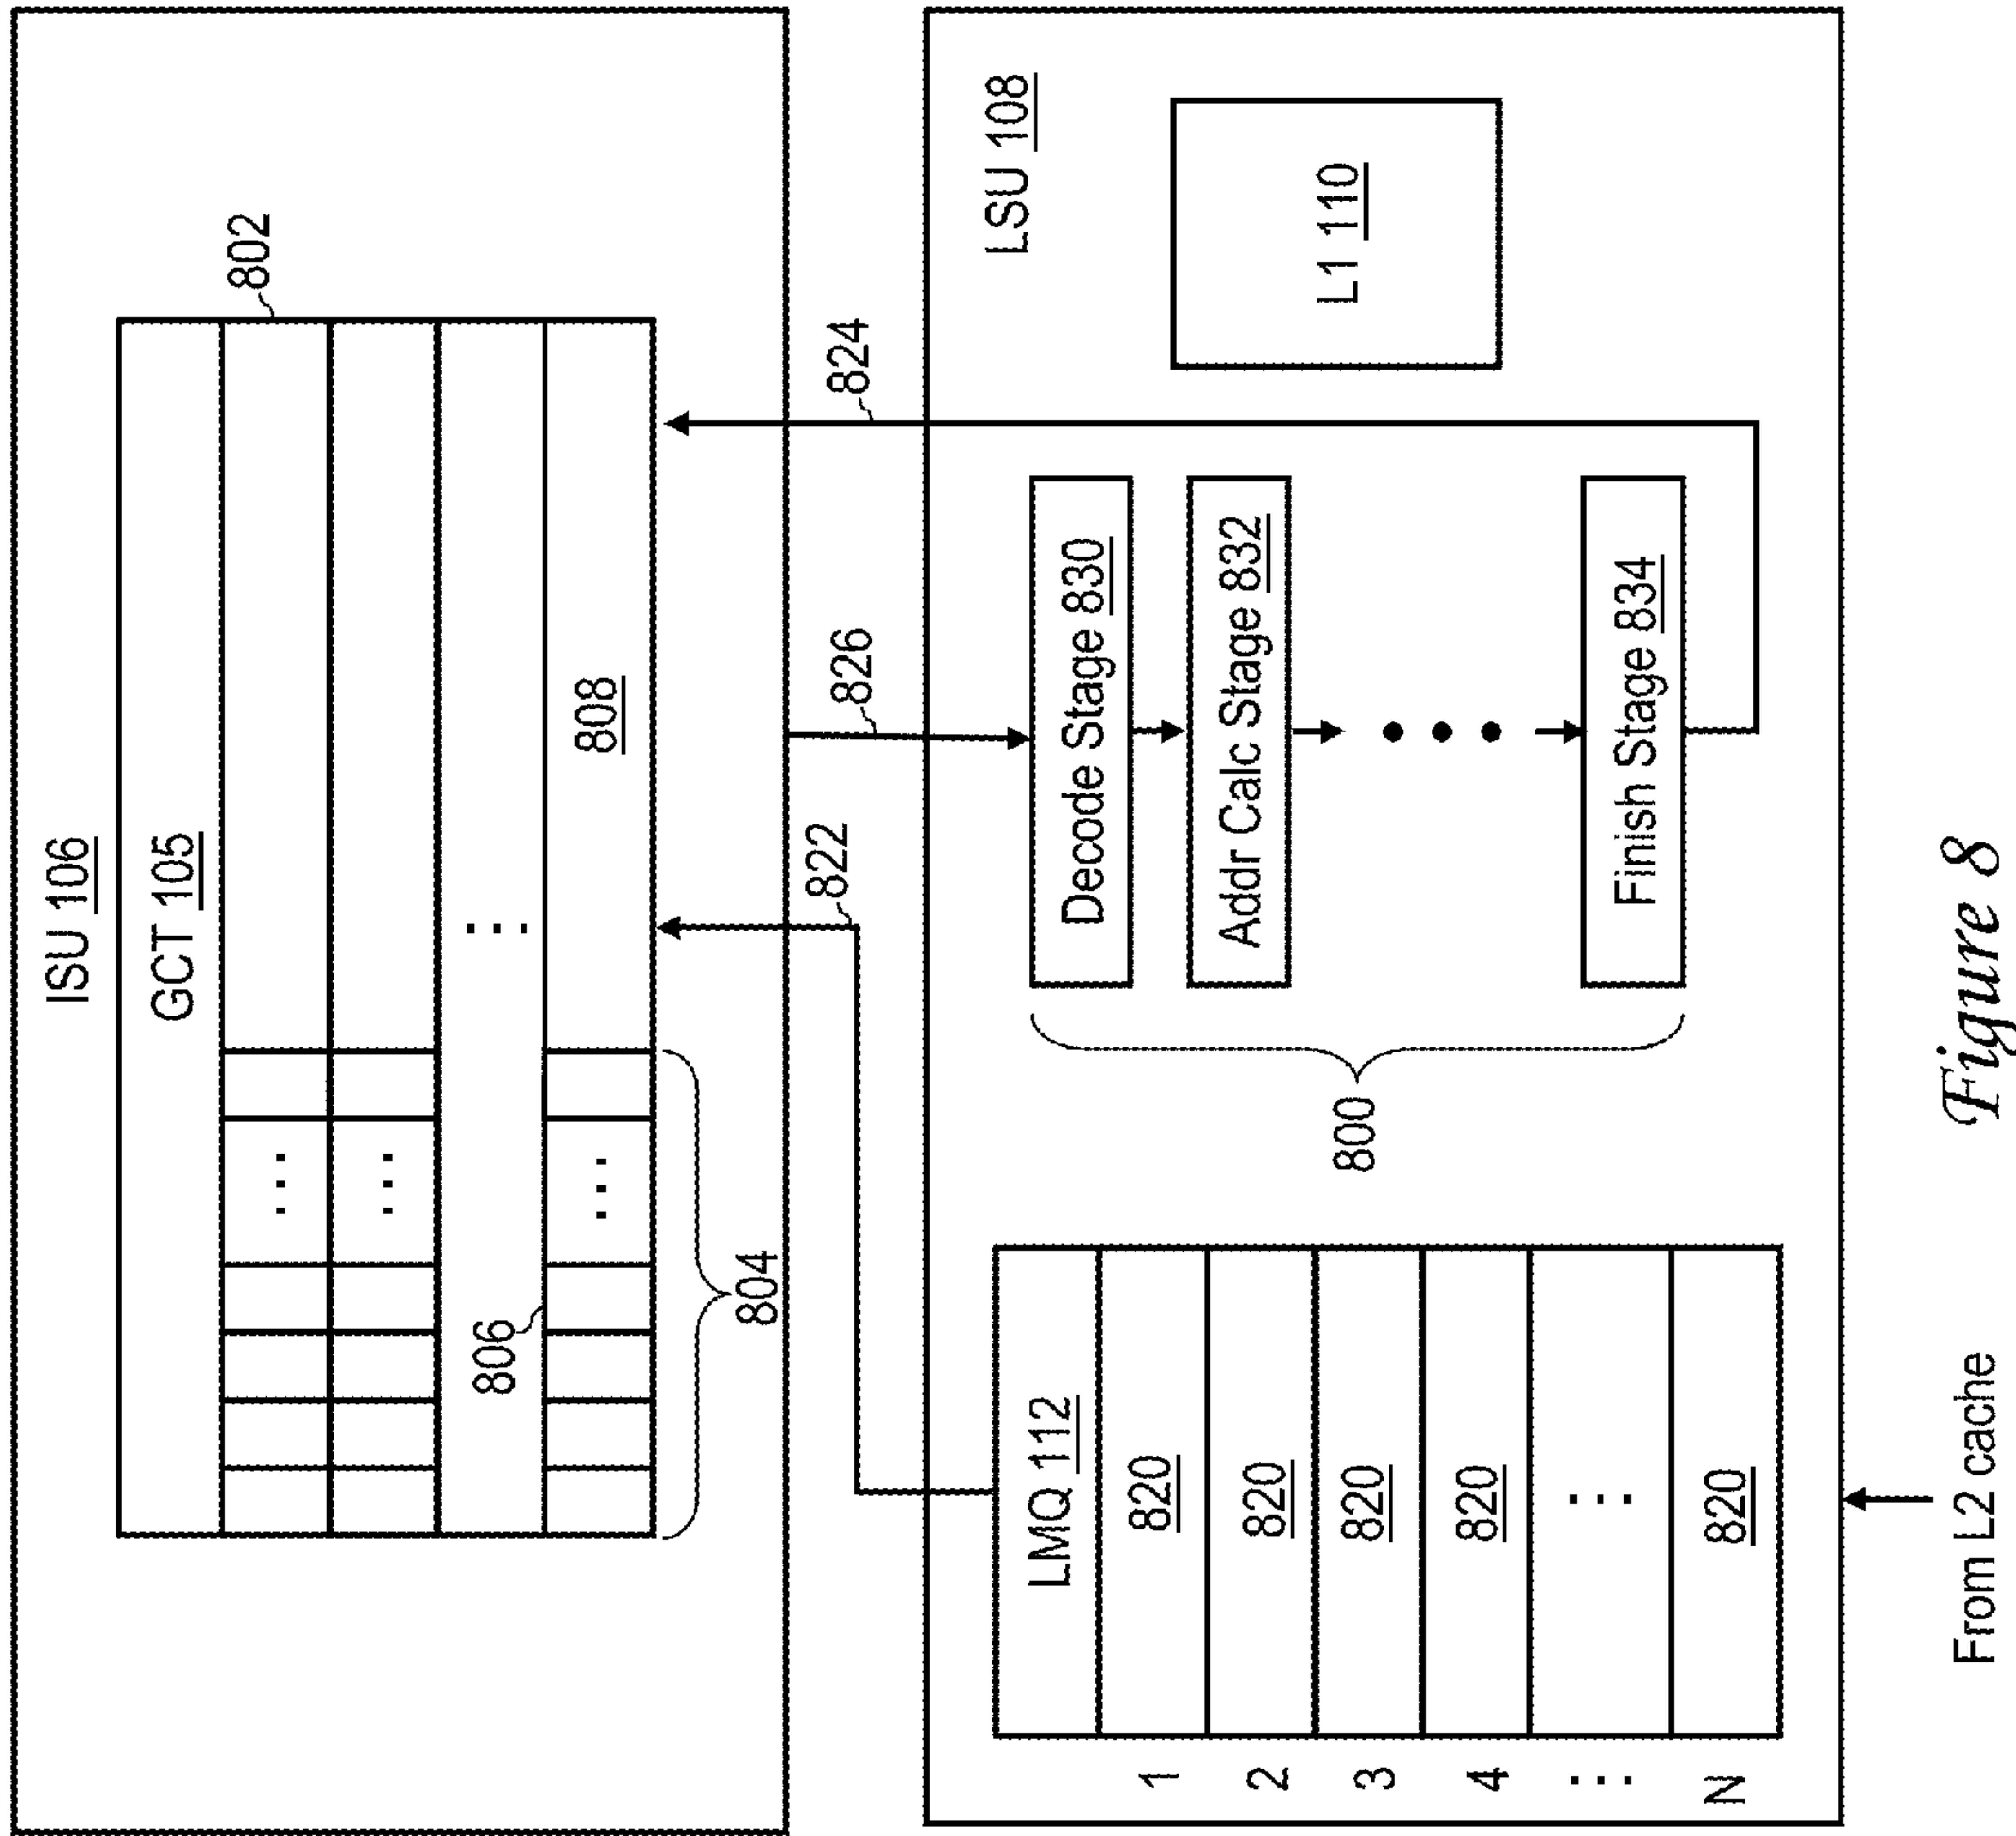 ISU 106
GCT 105
802
...
...
...
...
806
808
804
822
826
824
LSU 108
LMQ 112
1 820
2 820
3 820
4 820
... ...
N 820
800
Decode Stage 830
Addr Calc Stage 832
• • •
Finish Stage 834
L1 110
From L2 cache
Figure 8